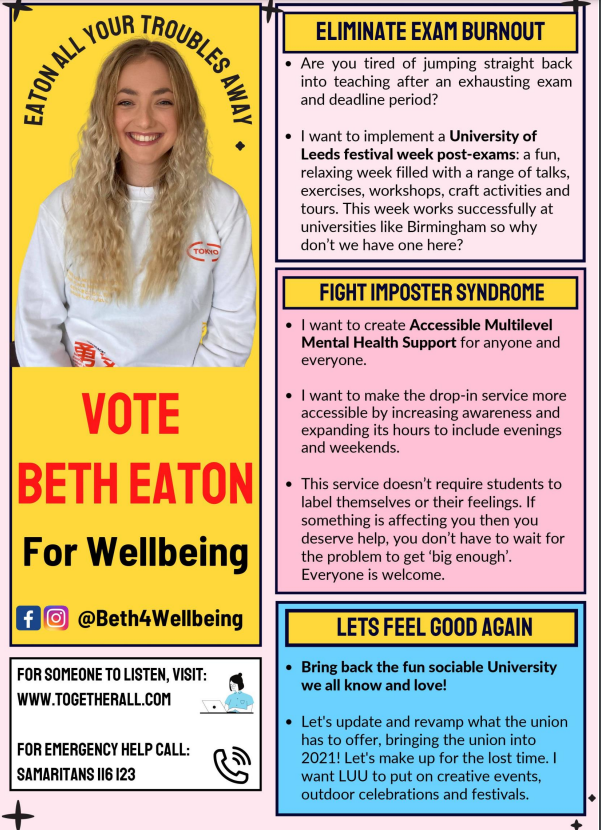 EATON ALL YOUR TROUBLES AWAY
TOKYO
VOTE
BETH EATON
For Wellbeing
@Beth4Wellbeing
FOR SOMEONE TO LISTEN, VISIT:
WWW.TOGETHERALL.COM
FOR EMERGENCY HELP CALL:
SAMARITANS 116 123
ELIMINATE EXAM BURNOUT
• Are you tired of jumping straight back
into teaching after an exhausting exam
and deadline period?
• I want to implement a University of
Leeds festival week post-exams: a fun,
relaxing week filled with a range of talks,
exercises, workshops, craft activities and
tours. This week works successfully at
universities like Birmingham so why
don't we have one here?
FIGHT IMPOSTER SYNDROME
• I want to create Accessible Multilevel
Mental Health Support for anyone and
everyone.
• I want to make the drop-in service more
accessible by increasing awareness and
expanding its hours to include evenings
and weekends.
• This service doesn't require students to
label themselves or their feelings. If
something is affecting you then you
deserve help, you don't have to wait for
the problem to get 'big enough'.
Everyone is welcome.
LETS FEEL GOOD AGAIN
• Bring back the fun sociable University
we all know and love!
• Let's update and revamp what the union
has to offer, bringing the union into
2021! Let's make up for the lost time. I
want LUU to put on creative events,
outdoor celebrations and festivals.